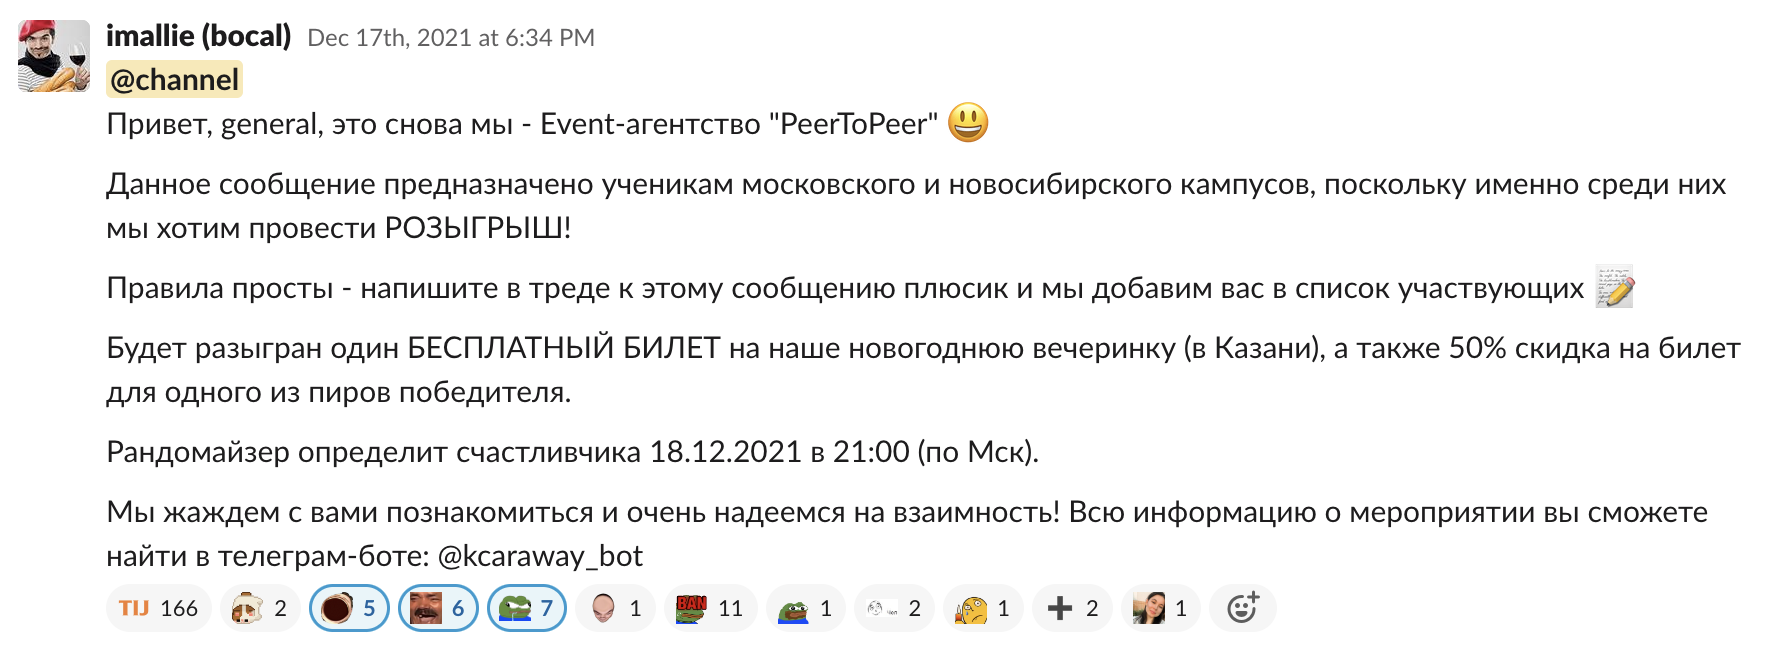 imallie (bocal) Dec 17th, 2021 at 6:34 PM
@channel
Привет, general, это снова мы - Event-агентство "PeerToPeer" 😃
Данное сообщение предназначено ученикам московского и новосибирского кампусов, поскольку именно среди них
мы хотим провести РОЗЫГРЫШ!
Правила просты - напишите в треде к этому сообщению плюсик и мы добавим вас в список участвующих 📝
Будет разыгран один БЕСПЛАТНЫЙ БИЛЕТ на наше новогоднюю вечеринку (в Казани), а также 50% скидка на билет
для одного из пиров победителя.
Рандомайзер определит счастливчика 18.12.2021 в 21:00 (по Мск).
Мы жаждем с вами познакомиться и очень надеемся на взаимность! Всю информацию о мероприятии вы сможете
найти в телеграм-боте: @kcaraway_bot
TIJ 166 2 5 6 7 1 BAN 11 1 2 1 + 2 1